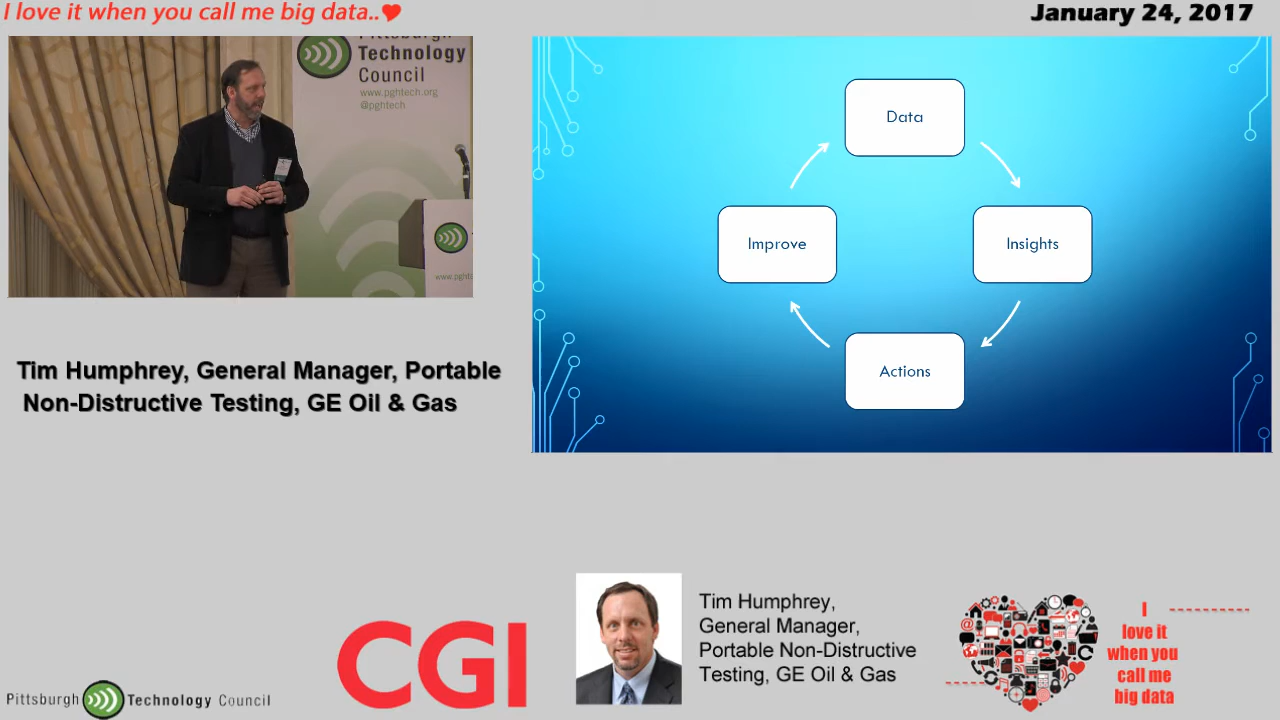 I love it when you call me big data..
January 24, 2017
Pittsburgh
Technology
Council
www.pghtech.org
@pghtech
Data
Improve
Insights
Actions
Tim Humphrey, General Manager, Portable
Non-Distructive Testing, GE Oil & Gas
Tim Humphrey,
General Manager,
Portable Non-Distructive
Testing, GE Oil & Gas
CGI
Pittsburgh Technology Council
I
love it
when you
call me
big data